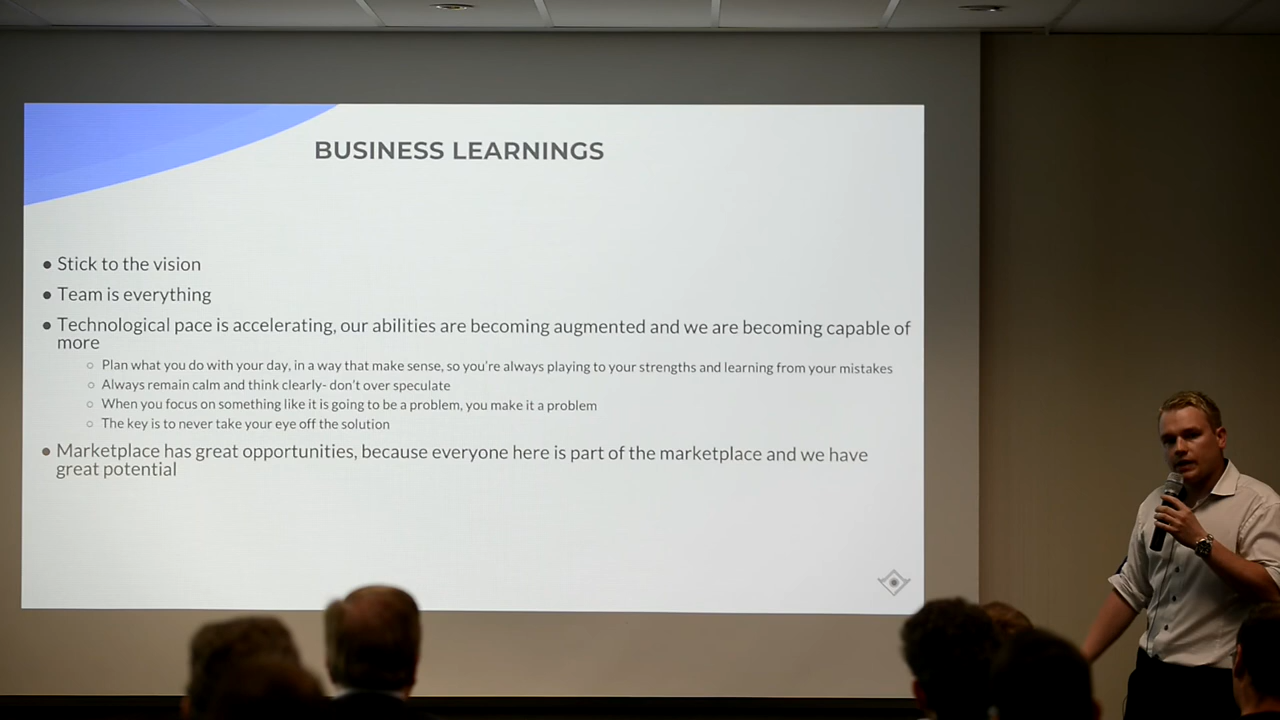 BUSINESS LEARNINGS
● Stick to the vision
● Team is everything
● Technological pace is accelerating, our abilities are becoming augmented and we are becoming capable of
more
○ Plan what you do with your day, in a way that make sense, so you're always playing to your strengths and learning from your mistakes
○ Always remain calm and think clearly- don't over speculate
○ When you focus on something like it is going to be a problem, you make it a problem
○ The key is to never take your eye off the solution
● Marketplace has great opportunities, because everyone here is part of the marketplace and we have
great potential